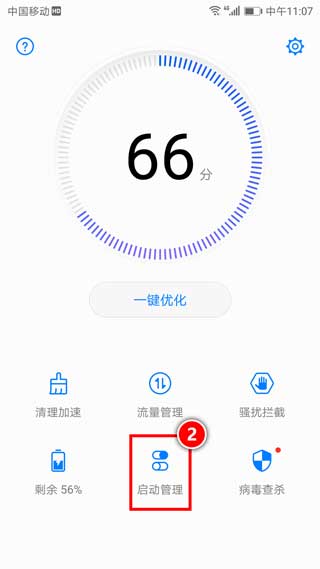 中国移动 HD 4G 中午11:07
66分
一键优化
清理加速 流量管理 骚扰拦截
2
剩余 56% 启动管理 病毒查杀